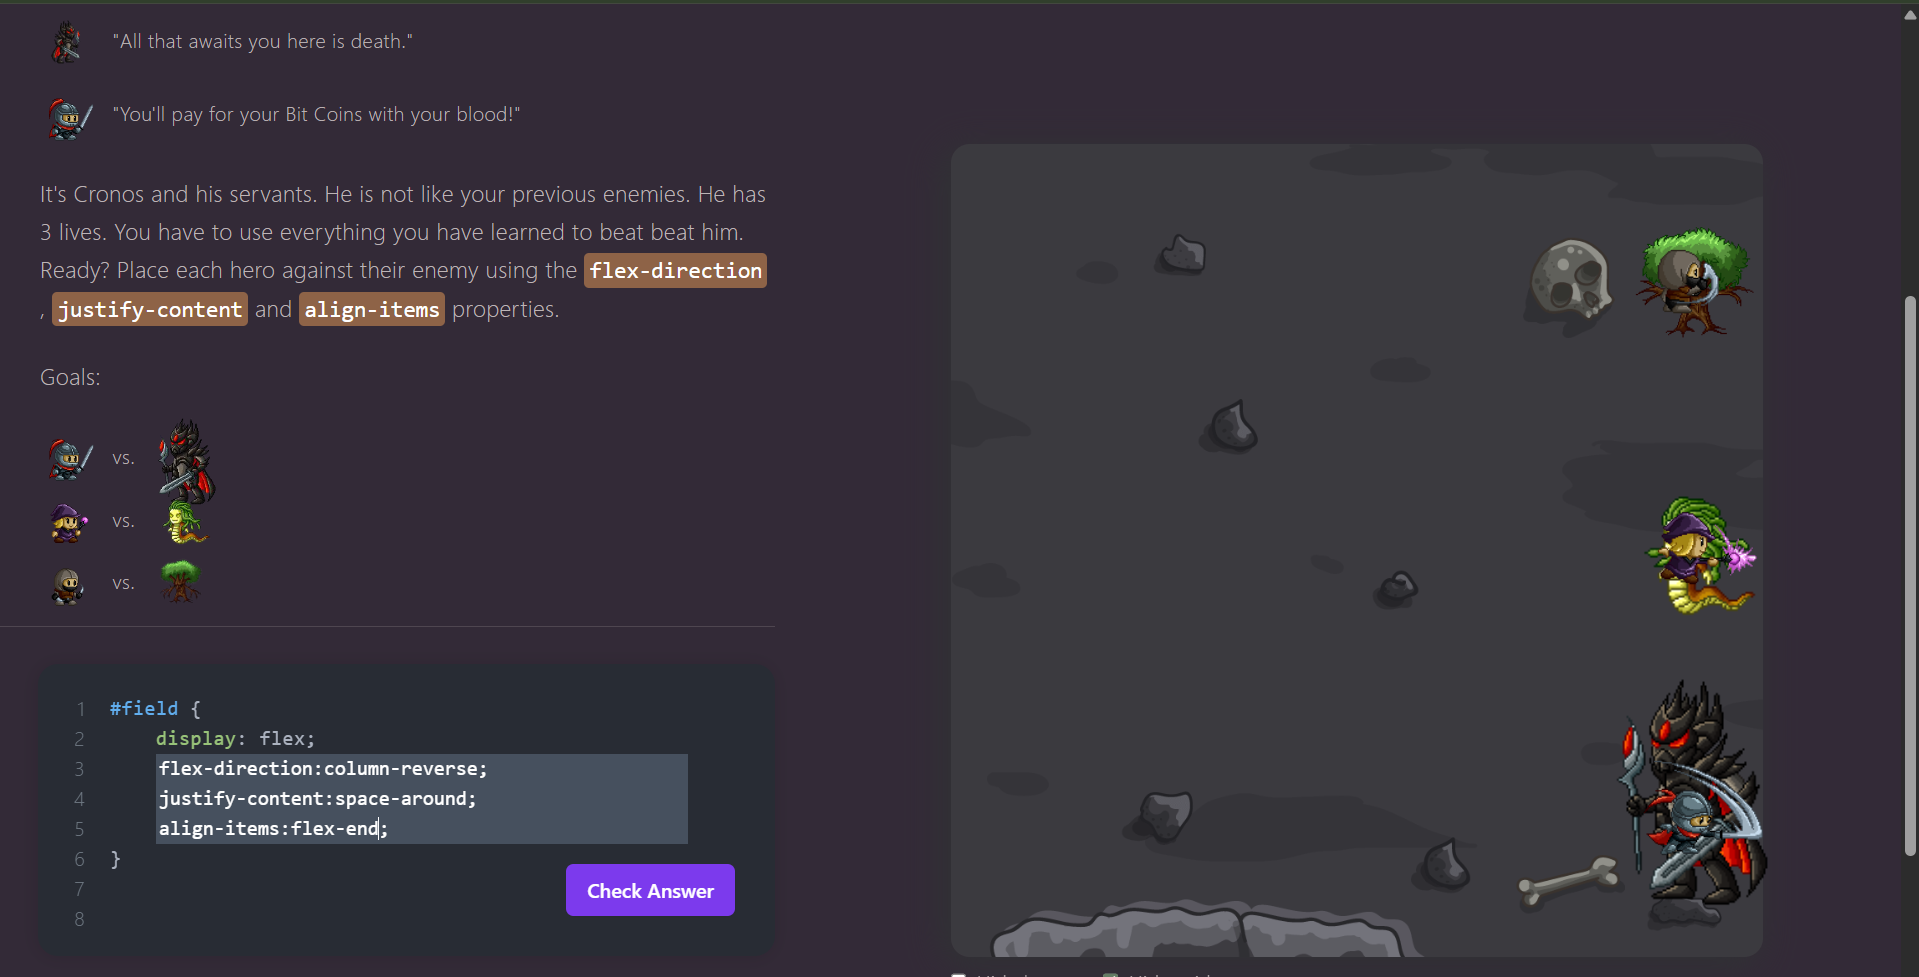 "All that awaits you here is death."
"You'll pay for your Bit Coins with your blood!"
It's Cronos and his servants. He is not like your previous enemies. He has
3 lives. You have to use everything you have learned to beat beat him.
Ready? Place each hero against their enemy using the flex-direction
, justify-content and align-items properties.
Goals:
vs.
vs.
vs.
1 #field {
2 display: flex;
3 flex-direction:column-reverse;
4 justify-content:space-around;
5 align-items:flex-end;
6 }
7
8
Check Answer